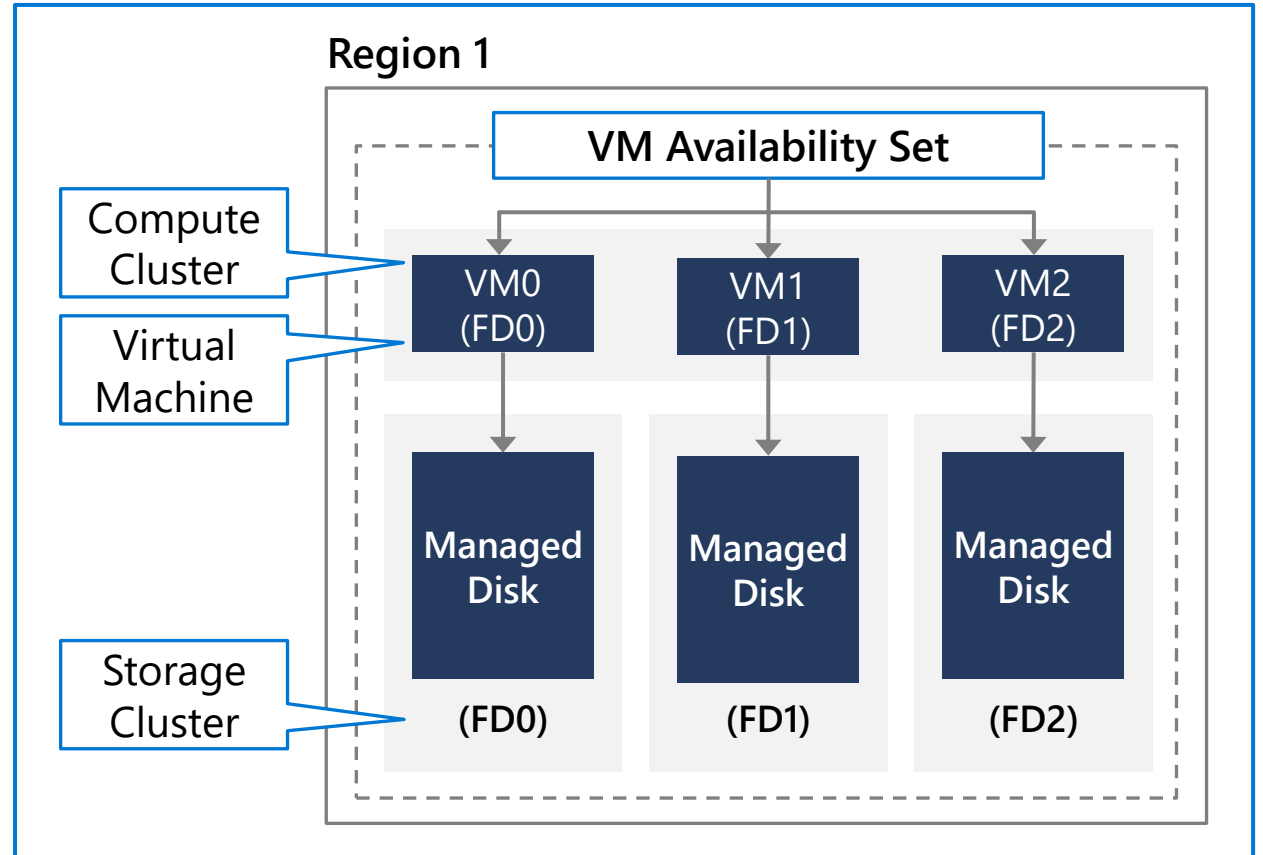 Region 1
VM Availability Set
Compute
Cluster
Virtual
Machine
VM0
(FD0)
VM1
(FD1)
VM2
(FD2)
Managed
Disk
Managed
Disk
Managed
Disk
Storage
Cluster
(FD0)
(FD1)
(FD2)